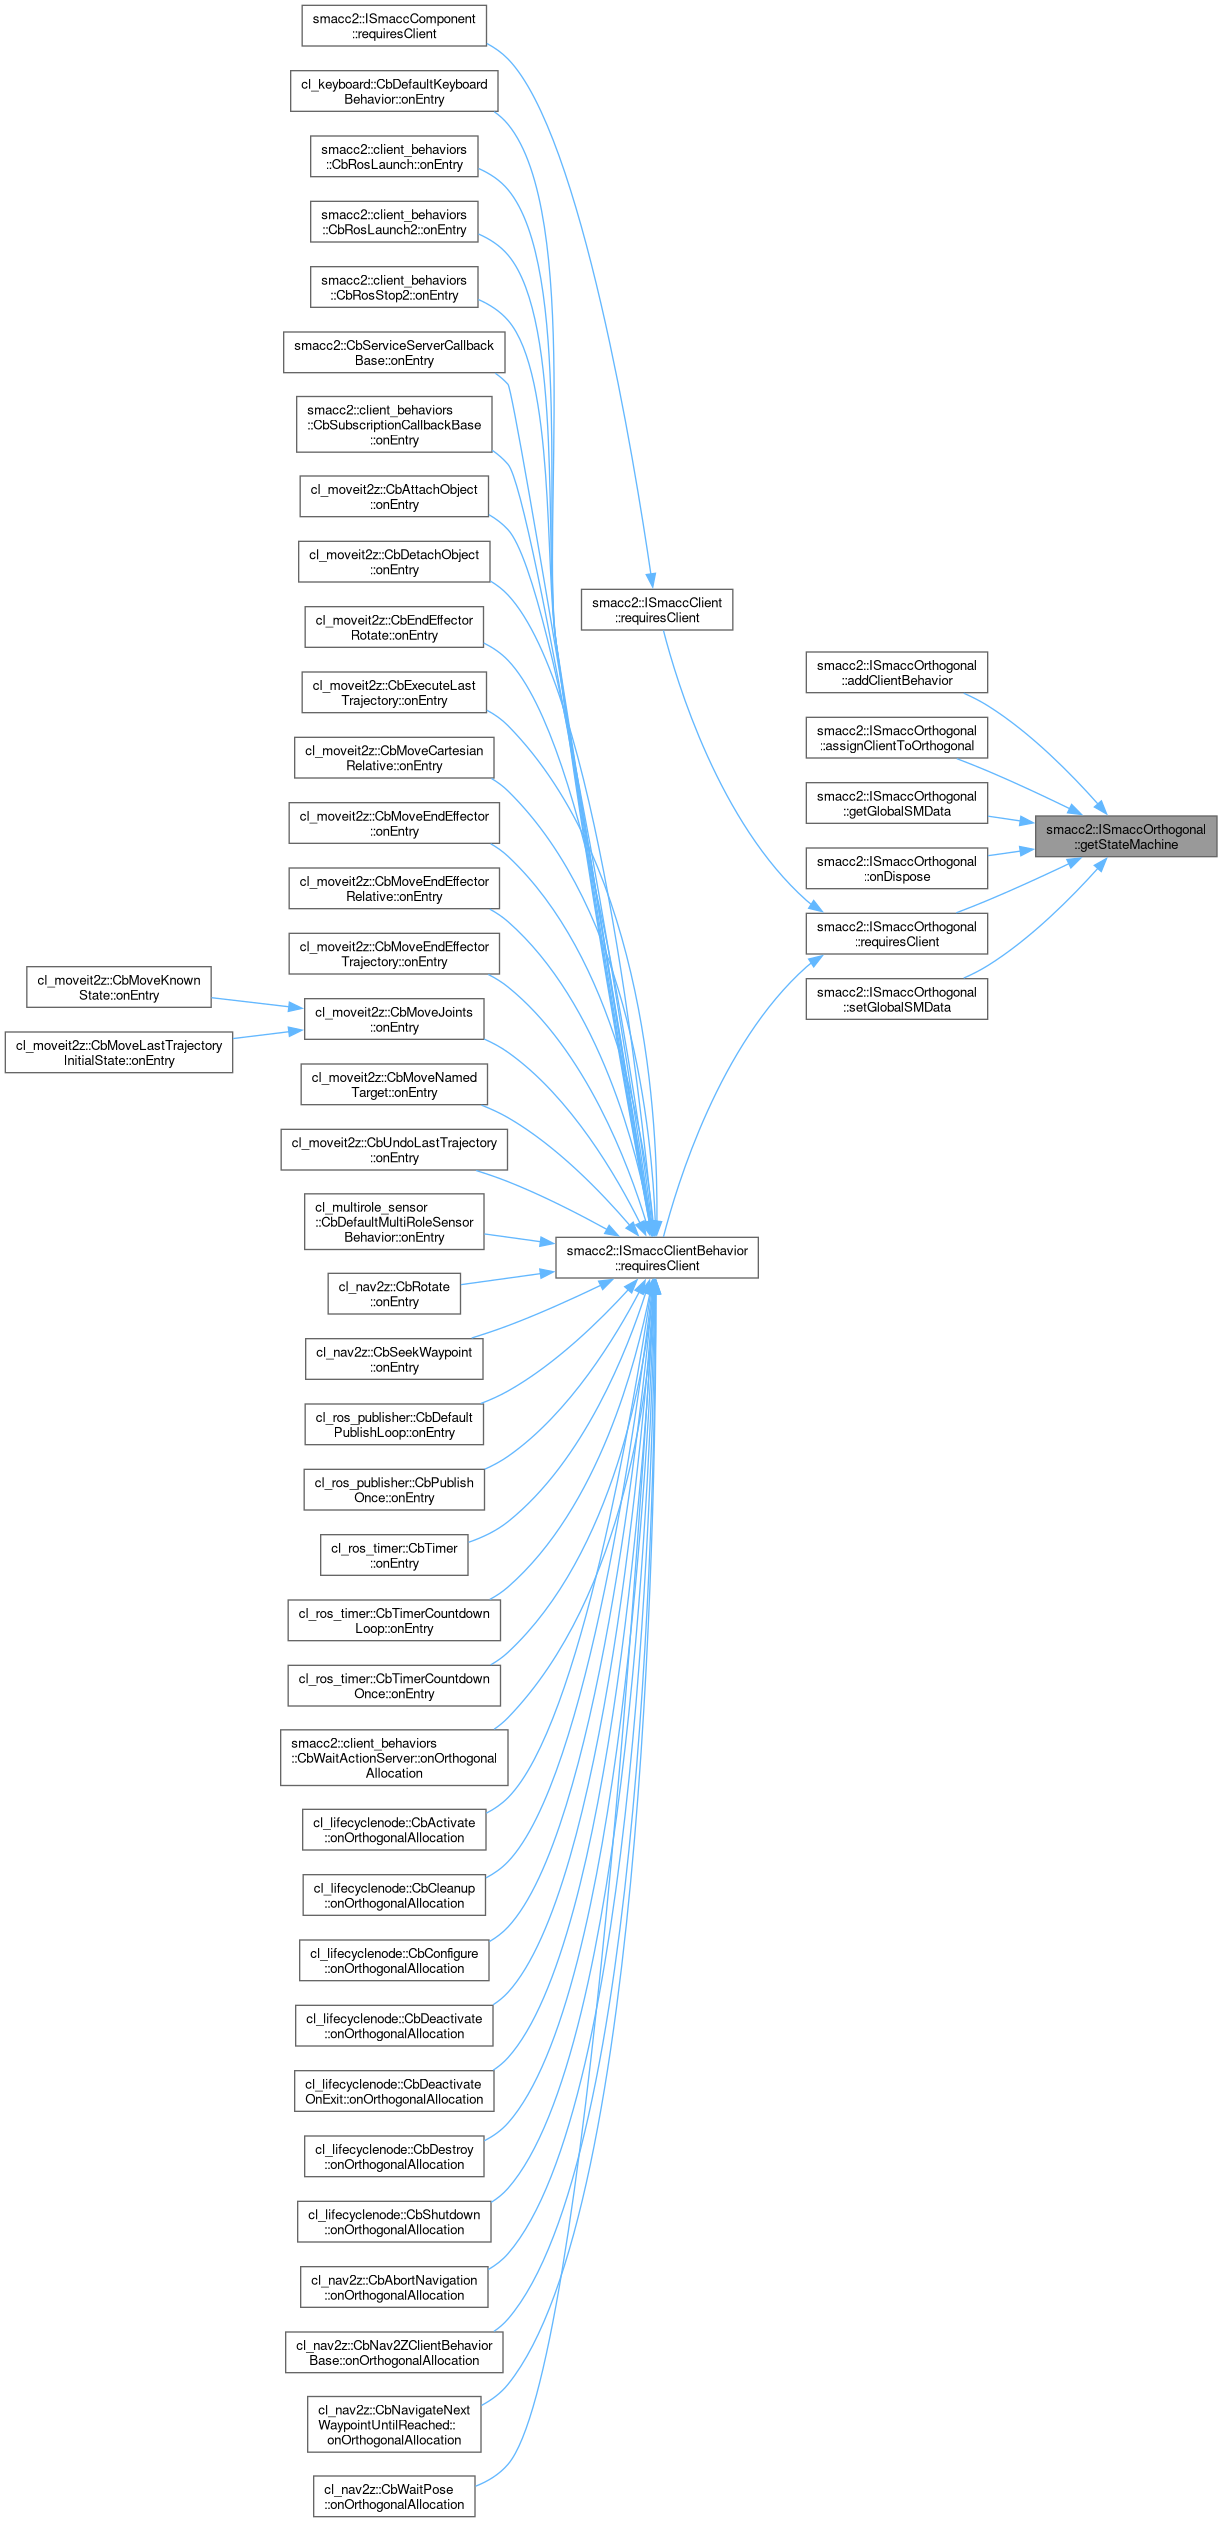 smacc2::ISmaccComponent
::requiresClient
cl_keyboard::CbDefaultKeyboard
Behavior::onEntry
smacc2::client_behaviors
::CbRosLaunch::onEntry
smacc2::client_behaviors
::CbRosLaunch2::onEntry
smacc2::client_behaviors
::CbRosStop2::onEntry
smacc2::CbServiceServerCallback
Base::onEntry
smacc2::client_behaviors
::CbSubscriptionCallbackBase
::onEntry
cl_moveit2z::CbAttachObject
::onEntry
cl_moveit2z::CbDetachObject
::onEntry
cl_moveit2z::CbEndEffector
Rotate::onEntry
cl_moveit2z::CbExecuteLast
Trajectory::onEntry
cl_moveit2z::CbMoveCartesian
Relative::onEntry
cl_moveit2z::CbMoveEndEffector
::onEntry
cl_moveit2z::CbMoveEndEffector
Relative::onEntry
cl_moveit2z::CbMoveEndEffector
Trajectory::onEntry
cl_moveit2z::CbMoveKnown
State::onEntry
cl_moveit2z::CbMoveLastTrajectory
InitialState::onEntry
cl_moveit2z::CbMoveJoints
::onEntry
cl_moveit2z::CbMoveNamed
Target::onEntry
cl_moveit2z::CbUndoLastTrajectory
::onEntry
cl_multirole_sensor
::CbDefaultMultiRoleSensor
Behavior::onEntry
cl_nav2z::CbRotate
::onEntry
cl_nav2z::CbSeekWaypoint
::onEntry
cl_ros_publisher::CbDefault
PublishLoop::onEntry
cl_ros_publisher::CbPublish
Once::onEntry
cl_ros_timer::CbTimer
::onEntry
cl_ros_timer::CbTimerCountdown
Loop::onEntry
cl_ros_timer::CbTimerCountdown
Once::onEntry
smacc2::client_behaviors
::CbWaitActionServer::onOrthogonal
Allocation
cl_lifecyclenode::CbActivate
::onOrthogonalAllocation
cl_lifecyclenode::CbCleanup
::onOrthogonalAllocation
cl_lifecyclenode::CbConfigure
::onOrthogonalAllocation
cl_lifecyclenode::CbDeactivate
::onOrthogonalAllocation
cl_lifecyclenode::CbDeactivate
OnExit::onOrthogonalAllocation
cl_lifecyclenode::CbDestroy
::onOrthogonalAllocation
cl_lifecyclenode::CbShutdown
::onOrthogonalAllocation
cl_nav2z::CbAbortNavigation
::onOrthogonalAllocation
cl_nav2z::CbNav2ZClientBehavior
Base::onOrthogonalAllocation
cl_nav2z::CbNavigateNext
WaypointUntilReached::
onOrthogonalAllocation
cl_nav2z::CbWaitPose
::onOrthogonalAllocation
smacc2::ISmaccClient
::requiresClient
smacc2::ISmaccClientBehavior
::requiresClient
smacc2::ISmaccOrthogonal
::addClientBehavior
smacc2::ISmaccOrthogonal
::assignClientToOrthogonal
smacc2::ISmaccOrthogonal
::getGlobalSMData
smacc2::ISmaccOrthogonal
::onDispose
smacc2::ISmaccOrthogonal
::requiresClient
smacc2::ISmaccOrthogonal
::setGlobalSMData
smacc2::ISmaccOrthogonal
::getStateMachine